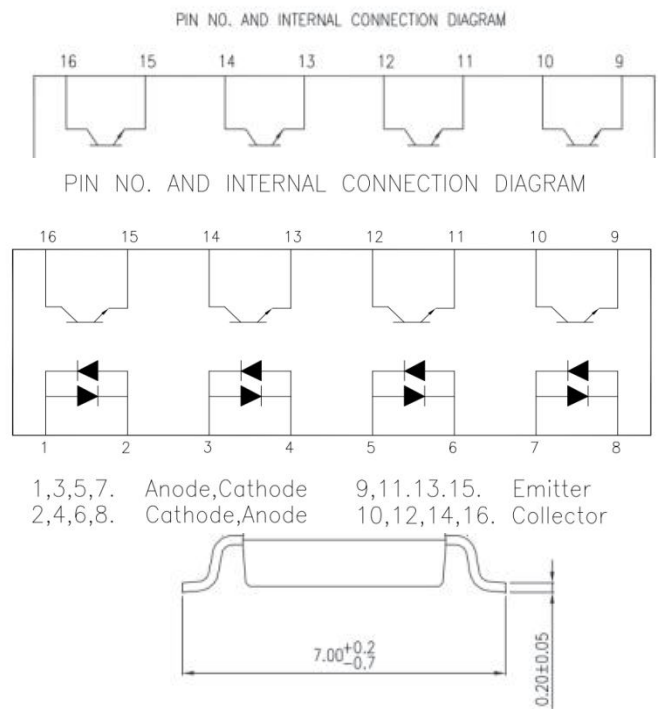 PIN NO. AND INTERNAL CONNECTION DIAGRAM
16 15 14 13 12 11 10 9
PIN NO. AND INTERNAL CONNECTION DIAGRAM
16 15 14 13 12 11 10 9
1 2 3 4 5 6 7 8
1,3,5,7. Anode,Cathode 9,11.13.15. Emitter
2,4,6,8. Cathode,Anode 10,12,14,16. Collector
7.00+0.2
-0.7
0.20±0.05